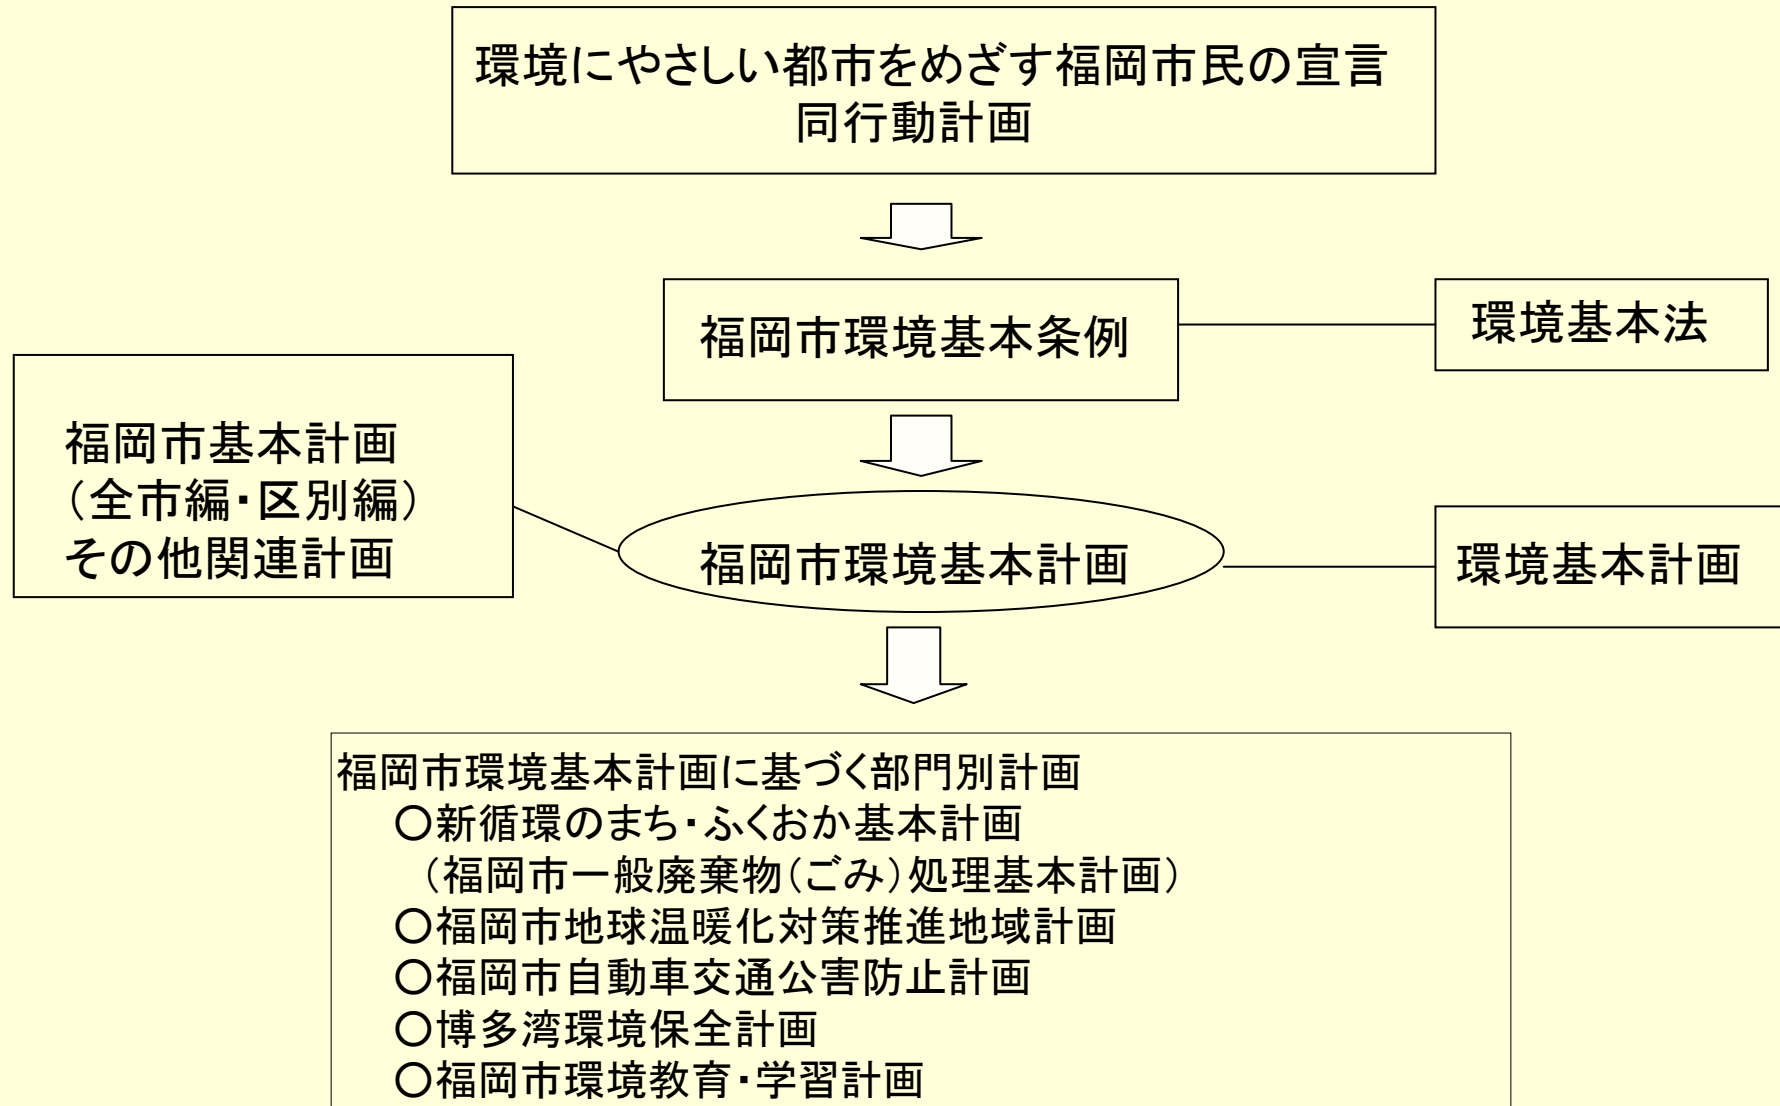 環境にやさしい都市をめざす福岡市民の宣言
同行動計画
福岡市環境基本条例
環境基本法
福岡市基本計画
（全市編・区別編）
その他関連計画
福岡市環境基本計画
環境基本計画
福岡市環境基本計画に基づく部門別計画
○新循環のまち・ふくおか基本計画
（福岡市一般廃棄物（ごみ）処理基本計画）
○福岡市地球温暖化対策推進地域計画
○福岡市自動車交通公害防止計画
○博多湾環境保全計画
○福岡市環境教育・学習計画